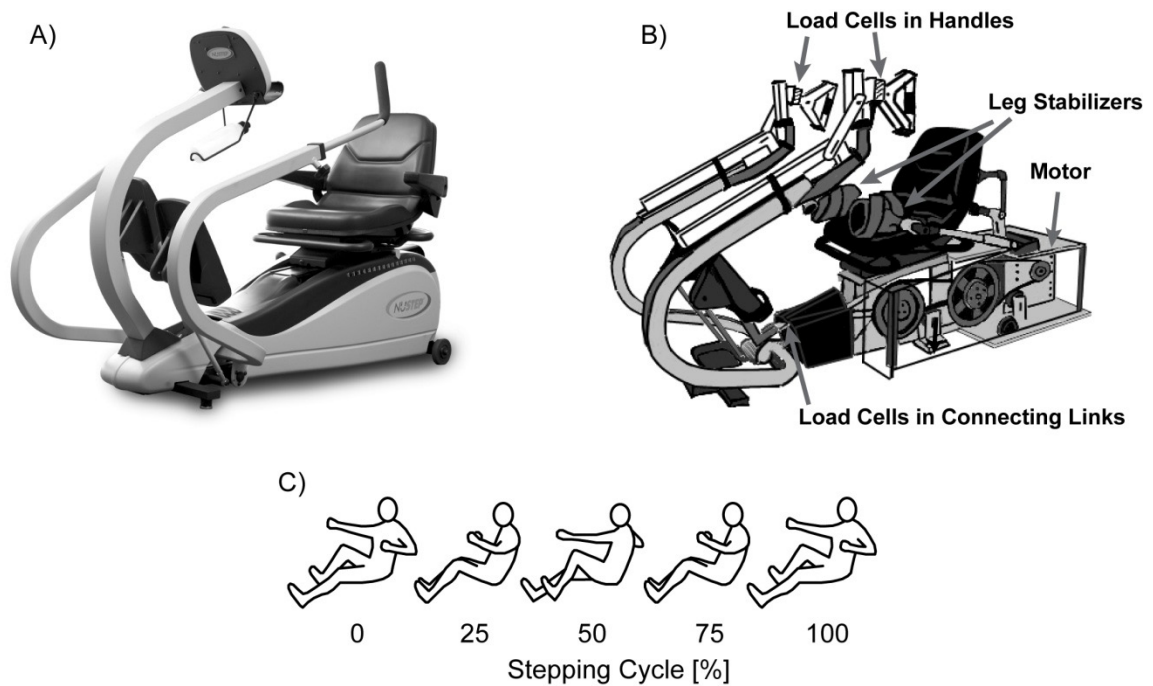 A)
B)
Load Cells in Handles
Leg Stabilizers
Motor
NUSTEP
Load Cells in Connecting Links
C)
0 25 50 75 100
Stepping Cycle [%]